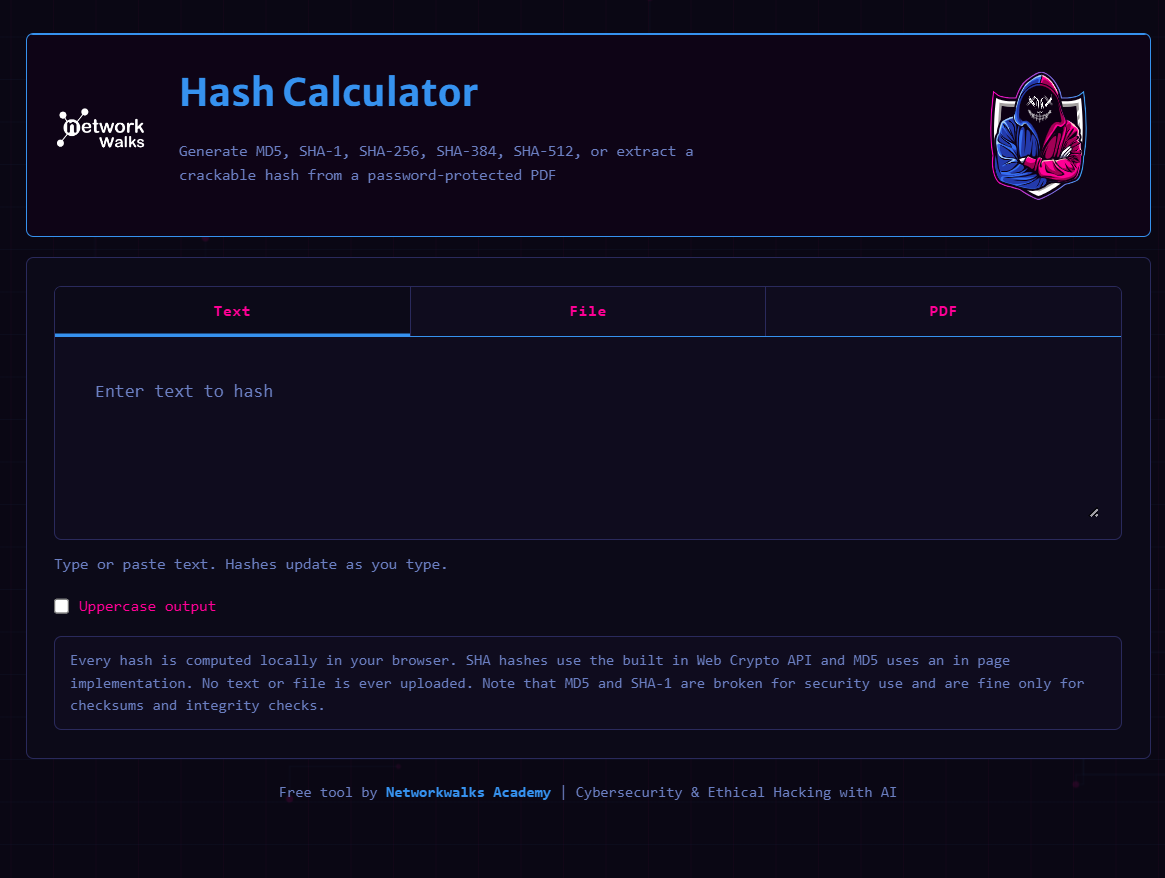 network
walks
Hash Calculator
Generate MD5, SHA-1, SHA-256, SHA-384, SHA-512, or extract a
crackable hash from a password-protected PDF
Text
File
PDF
Enter text to hash
Type or paste text. Hashes update as you type.
Uppercase output
Every hash is computed locally in your browser. SHA hashes use the built in Web Crypto API and MD5 uses an in page
implementation. No text or file is ever uploaded. Note that MD5 and SHA-1 are broken for security use and are fine only for
checksums and integrity checks.
Free tool by Networkwalks Academy | Cybersecurity & Ethical Hacking with AI